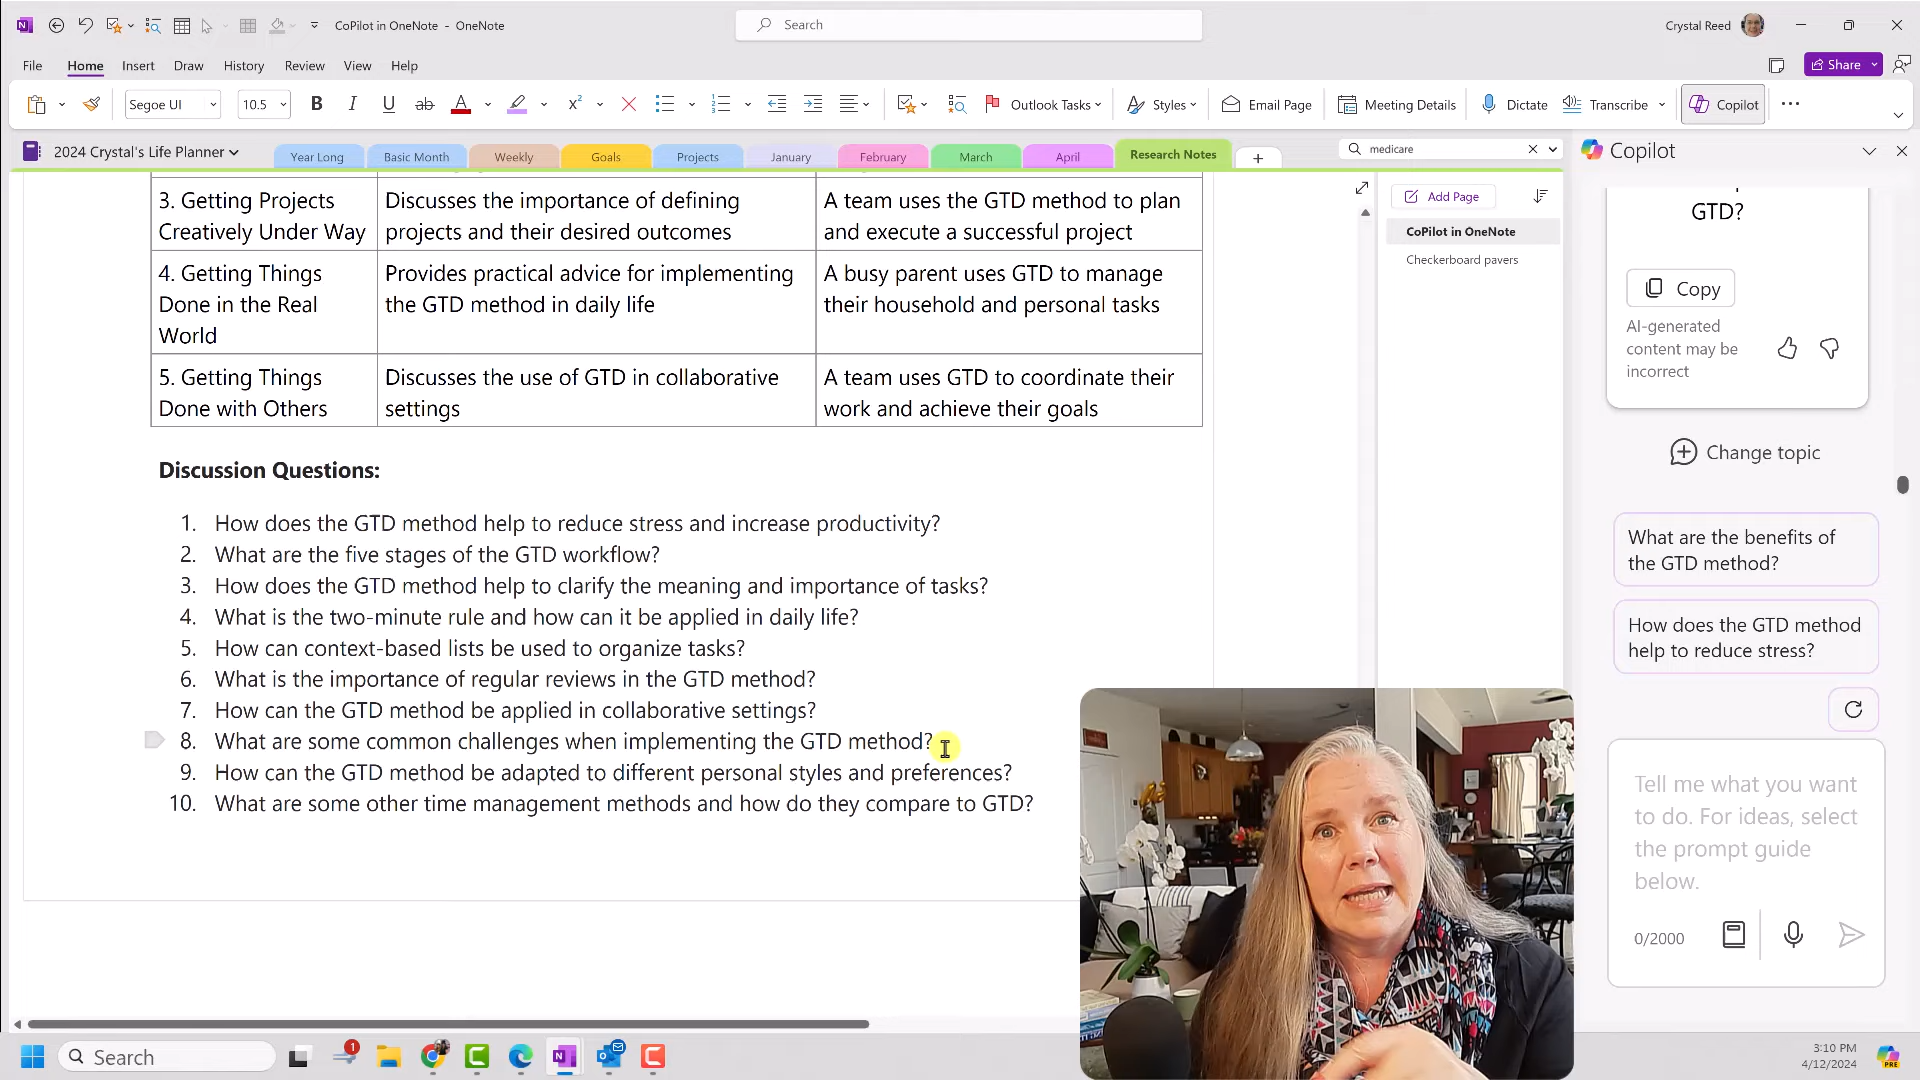 CoPilot in OneNote - OneNote
Search
Crystal Reed
File Home Insert Draw History Review View Help
Share
Segoe UI 10.5 B I U ab A x² Outlook Tasks Styles Email Page Meeting Details Dictate Transcribe Copilot
2024 Crystal's Life Planner Year Long Basic Month Weekly Goals Projects January February March April Research Notes +
medicare
Copilot
Add Page
CoPilot in OneNote
Checkerboard pavers
3. Getting Projects
Creatively Under Way
Discusses the importance of defining
projects and their desired outcomes
A team uses the GTD method to plan
and execute a successful project
4. Getting Things
Done in the Real
World
Provides practical advice for implementing
the GTD method in daily life
A busy parent uses GTD to manage
their household and personal tasks
5. Getting Things
Done with Others
Discusses the use of GTD in collaborative
settings
A team uses GTD to coordinate their
work and achieve their goals
Discussion Questions:
1. How does the GTD method help to reduce stress and increase productivity?
2. What are the five stages of the GTD workflow?
3. How does the GTD method help to clarify the meaning and importance of tasks?
4. What is the two-minute rule and how can it be applied in daily life?
5. How can context-based lists be used to organize tasks?
6. What is the importance of regular reviews in the GTD method?
7. How can the GTD method be applied in collaborative settings?
8. What are some common challenges when implementing the GTD method?
9. How can the GTD method be adapted to different personal styles and preferences?
10. What are some other time management methods and how do they compare to GTD?
GTD?
Copy
AI-generated
content may be
incorrect
Change topic
What are the benefits of
the GTD method?
How does the GTD method
help to reduce stress?
Tell me what you want
to do. For ideas, select
the prompt guide
below.
0/2000
Search
1
3:10 PM
4/12/2024
PRE